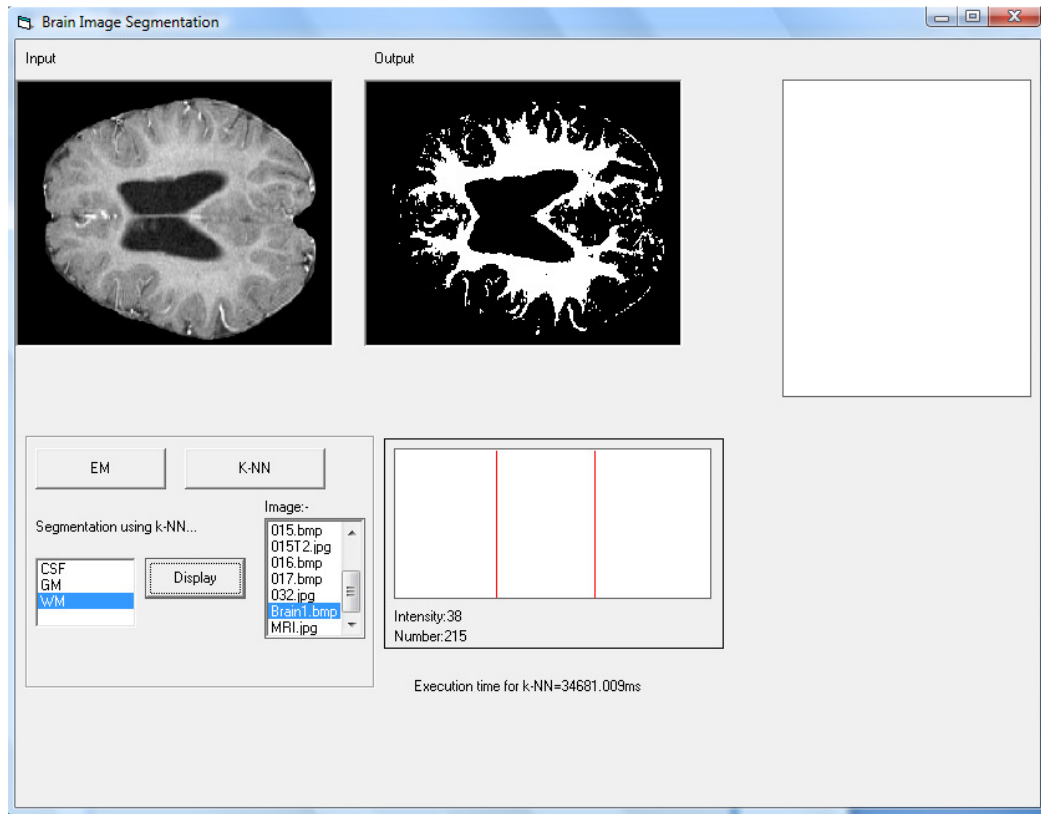 Brain Image Segmentation
Input
Output
EM
K-NN
Segmentation using k-NN...
Image:-
CSF
GM
WM
Display
015.bmp
015T2.jpg
016.bmp
017.bmp
032.jpg
Brain1.bmp
MRI.jpg
Intensity:38
Number:215
Execution time for k-NN=34681.009ms